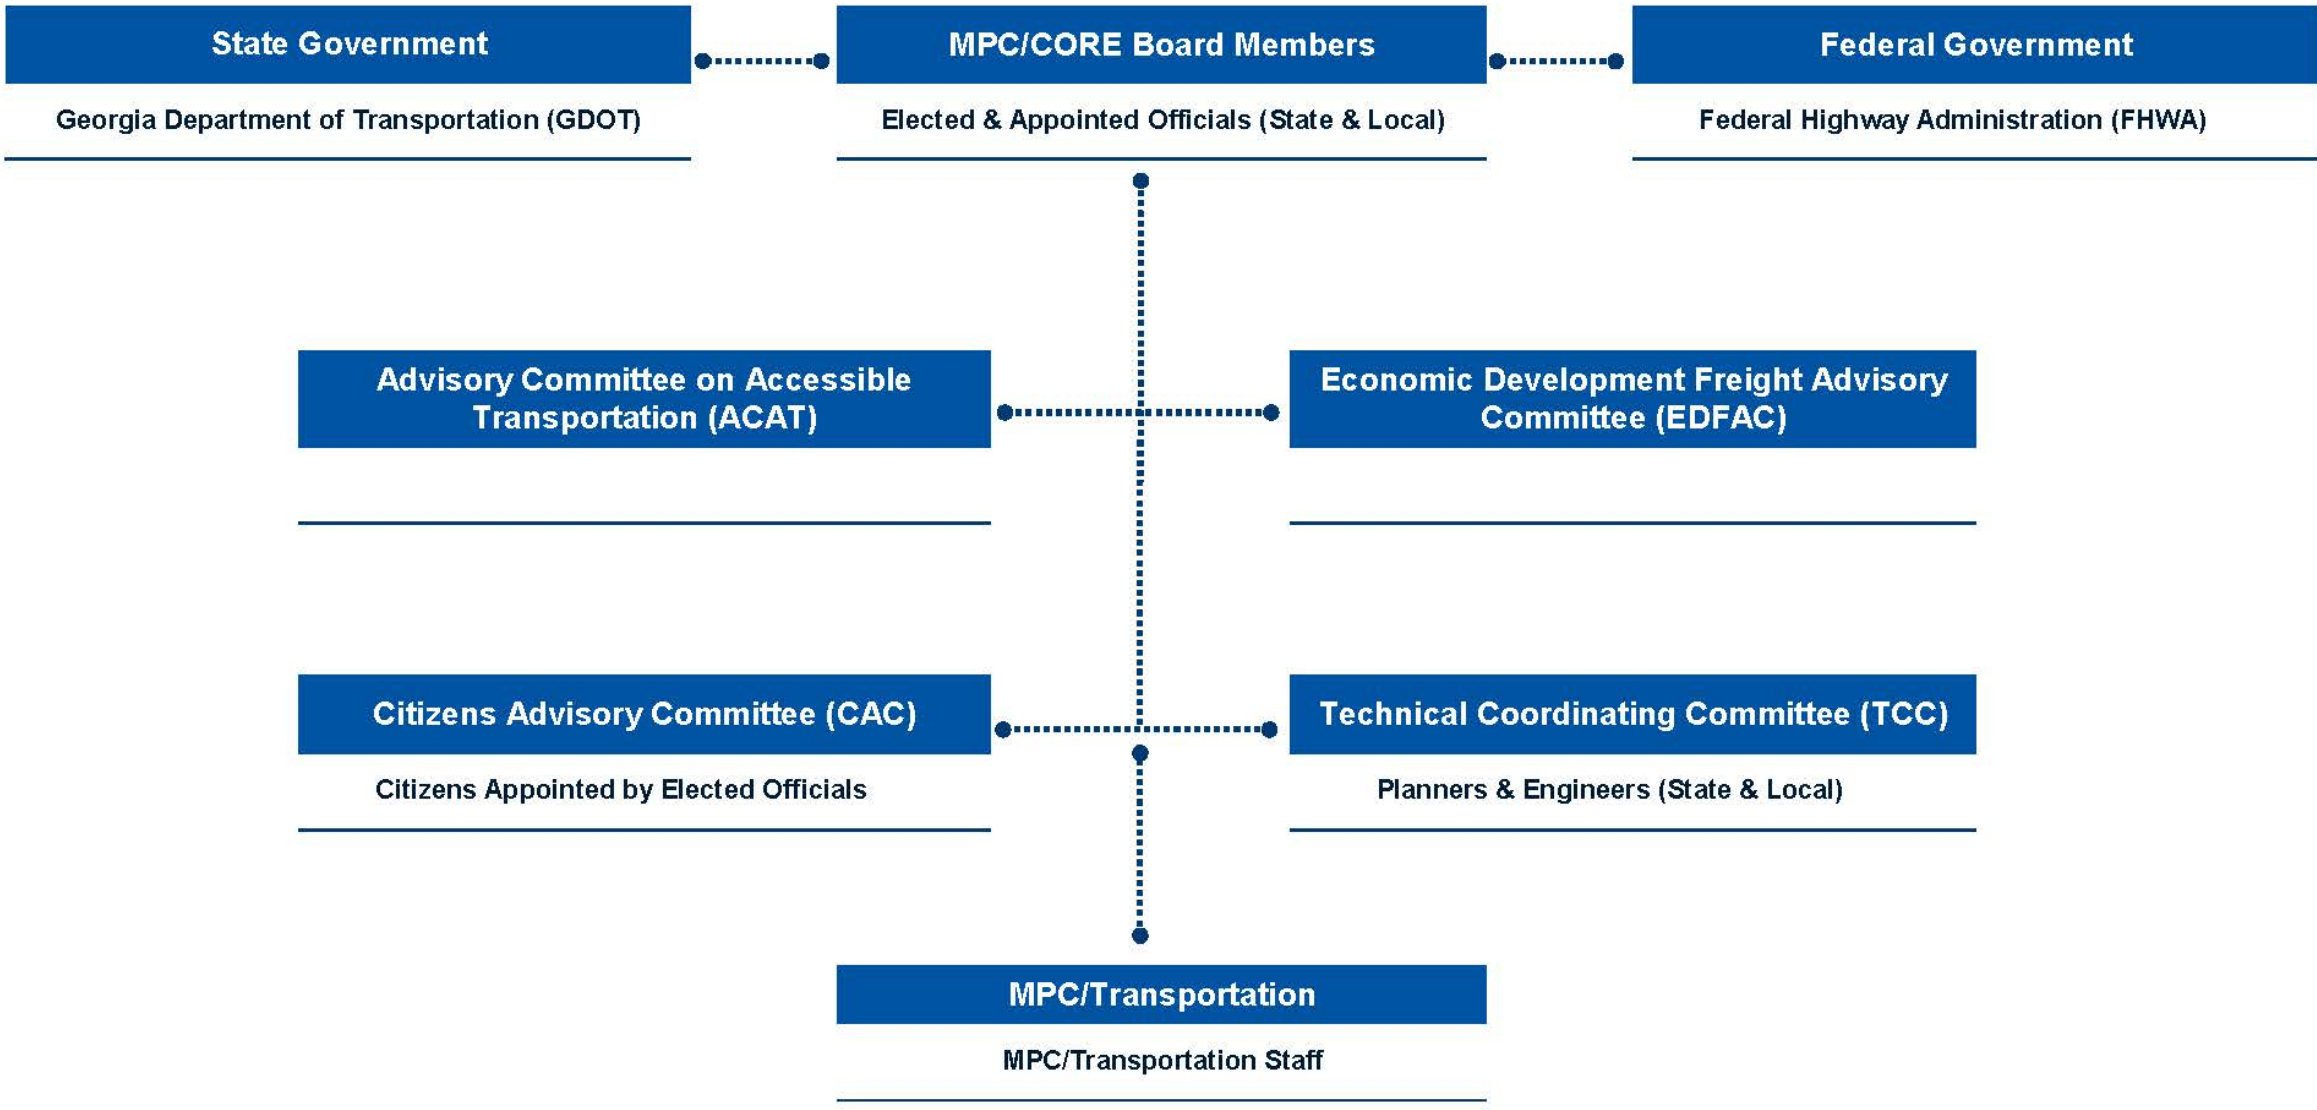 State Government
MPC/CORE Board Members
Federal Government
Georgia Department of Transportation (GDOT)
Elected & Appointed Officials (State & Local)
Federal Highway Administration (FHWA)
Advisory Committee on Accessible
Transportation (ACAT)
Economic Development Freight Advisory
Committee (EDFAC)
Citizens Advisory Committee (CAC)
Technical Coordinating Committee (TCC)
Citizens Appointed by Elected Officials
Planners & Engineers (State & Local)
MPC/Transportation
MPC/Transportation Staff